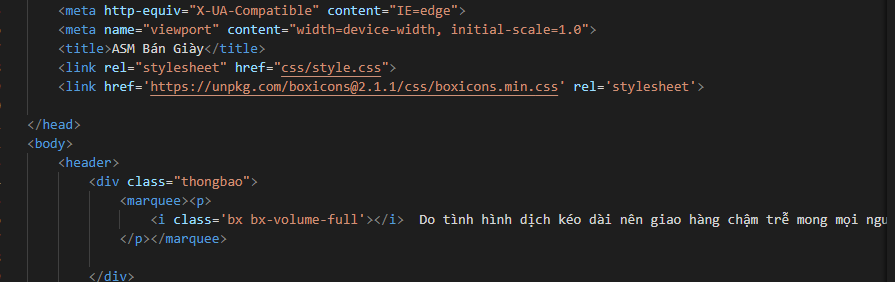 <meta http-equiv="X-UA-Compatible" content="IE=edge">
<meta name="viewport" content="width=device-width, initial-scale=1.0">
<title>ASM Bán Giày</title>
<link rel="stylesheet" href="css/style.css">
<link href='https://unpkg.com/boxicons@2.1.1/css/boxicons.min.css' rel='stylesheet'>
</head>
<body>
<header>
<div class="thongbao">
<marquee><p>
<i class='bx bx-volume-full'></i> Do tình hình dịch kéo dài nên giao hàng chậm trễ mong mọi
</p></marquee>
</div>